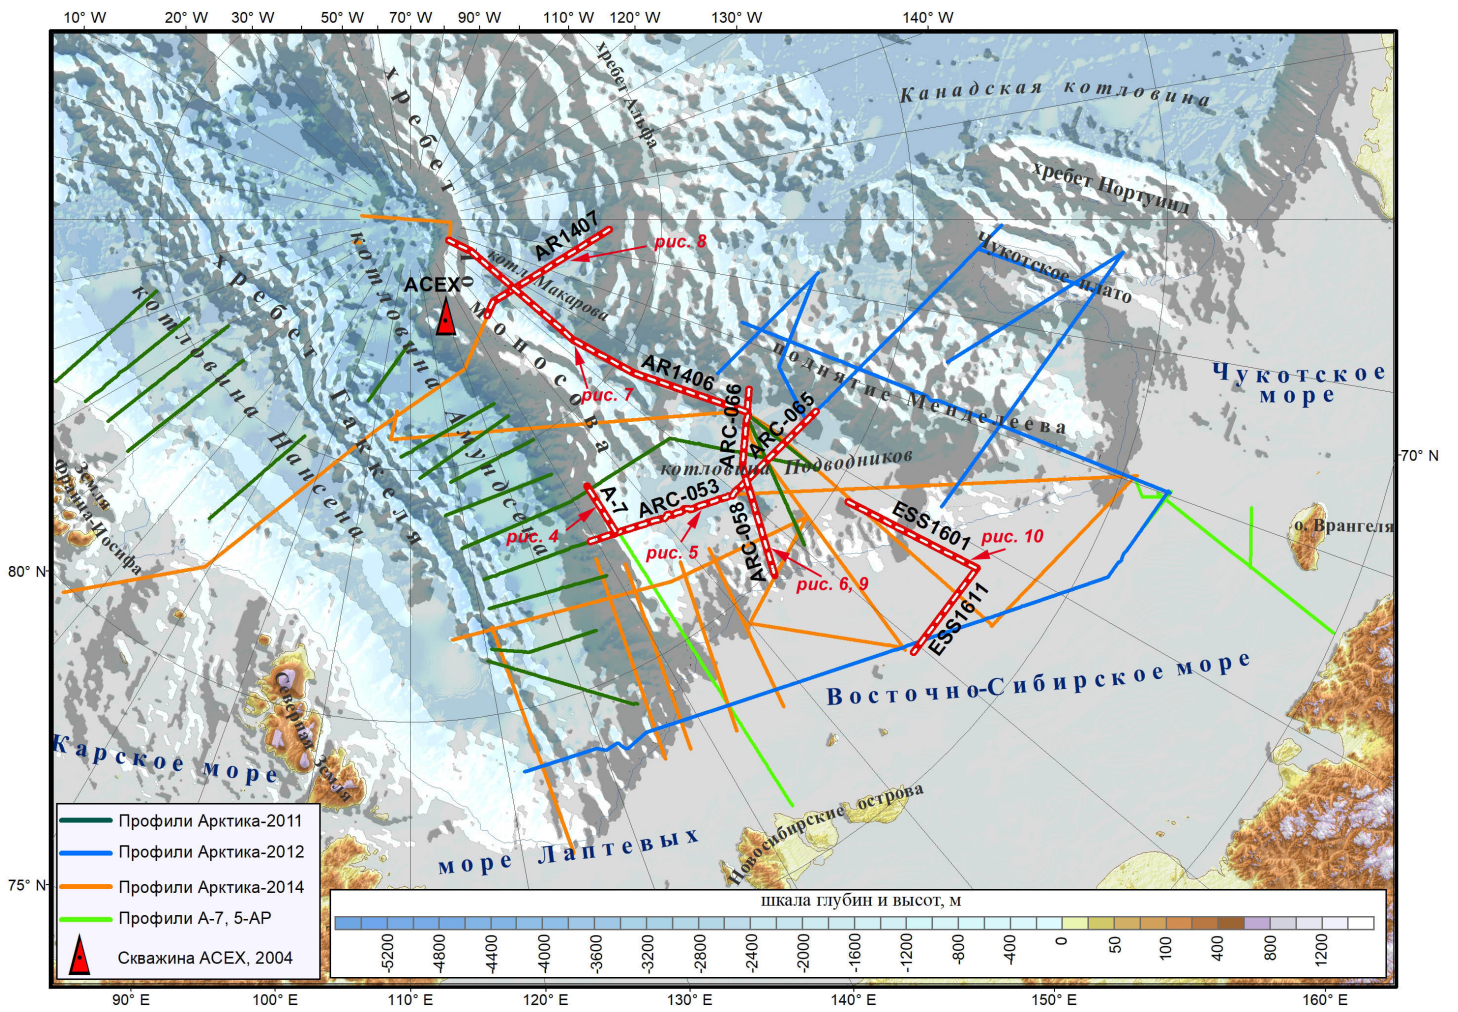 10° W
20° W
30° W
50° W
70° W
80° W
90° W
110° W
120° W
130° W
140° W
хребет
хребет Альфа
Канадская котловина
хребет Нортуинд
Чукотское плато
Чукотское
море
70° N
о. Врангеля
AR1407
рис. 8
котл. Макарова
ACEX
Ломоносова
котловина
Амундсена
хребет
Гаккеля
котловина Нансена
рис. 7
AR1406
поднятие Менделеева
ARC-066
ARC-065
котловина Подводников
A-7
ARC-053
рис. 4
рис. 5
ARC-058
рис. 6, 9
ESS1601
рис. 10
ESS1611
Земля
Франца-Иосифа
80° N
Северная Земля
Карское море
Восточно-Сибирское море
Новосибирские острова
море Лаптевых
75° N
Профили Арктика-2011
Профили Арктика-2012
Профили Арктика-2014
Профили А-7, 5-АР
Скважина ACEX, 2004
шкала глубин и высот, м
-5200
-4800
-4400
-4000
-3600
-3200
-2800
-2400
-2000
-1600
-1200
-800
-400
0
50
100
400
800
1200
90° E
100° E
110° E
120° E
130° E
140° E
150° E
160° E